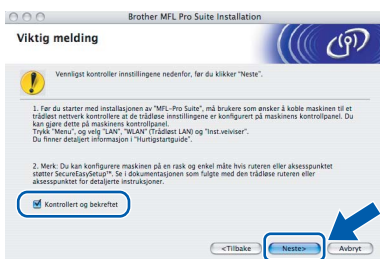 Brother MFL Pro Suite Installation
Viktig melding
Vennligst kontroller innstillingene nedenfor, før du klikker "Neste".
1. Før du starter med installasjonen av "MFL-Pro Suite", må brukere som ønsker å koble maskinen til et
trådløst nettverk kontrollere at de trådløse innstillingene er konfigurert på maskinens kontrollpanel. Du
kan gjøre dette på maskinens kontrollpanel.
Trykk "Menu", og velg "LAN", "WLAN" (Trådløst LAN) og "Inst.veiviser".
Du finner detaljert informasjon i "Hurtigstartguide".
2. Merk: Du kan konfigurere maskinen på en rask og enkel måte hvis ruteren eller aksesspunktet
støtter SecureEasySetup™. Se i dokumentasjonen som fulgte med den trådløse ruteren eller
aksesspunktet for detaljerte instruksjoner.
Kontrollert og bekreftet
<Tilbake Neste> Avbryt